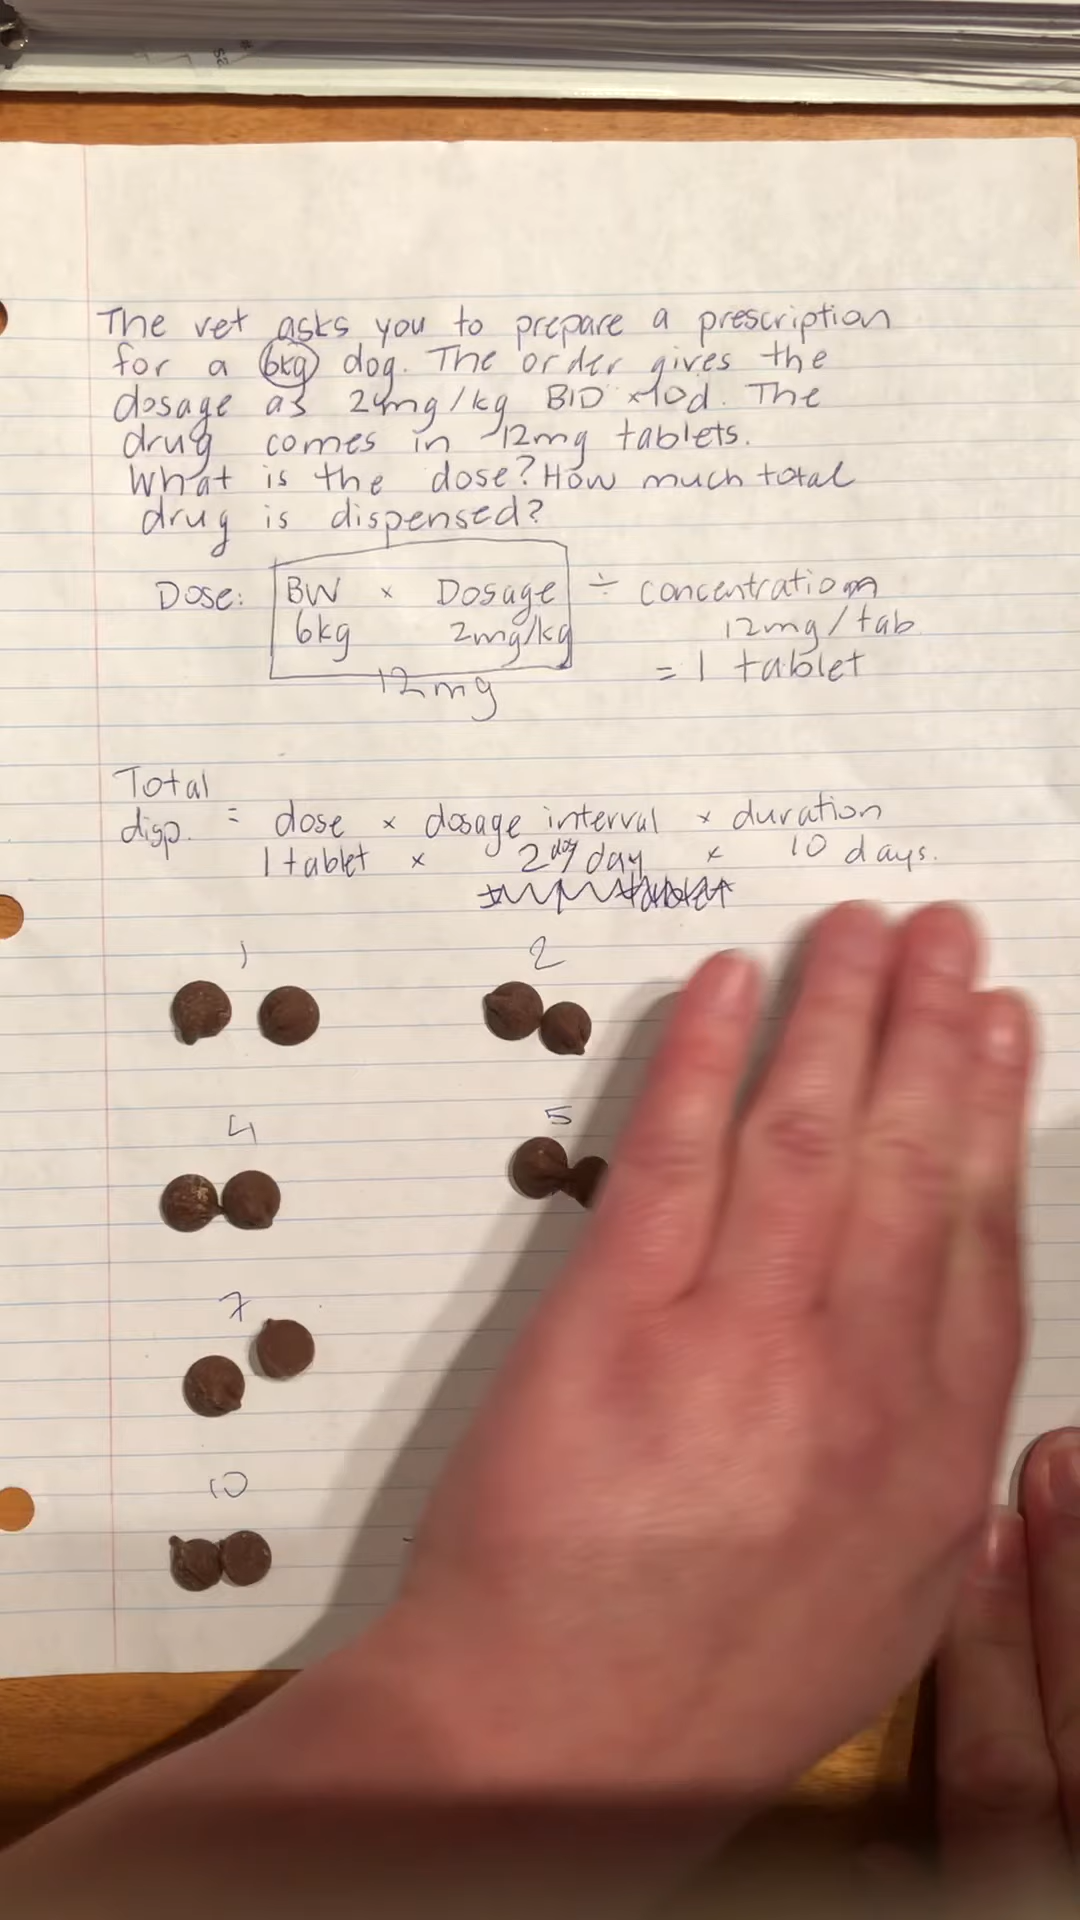 The vet asks you to prepare a prescription
for a 6kg dog. The order gives the
dosage as 2mg/kg BID x10d. The
drug comes in 12mg tablets.
What is the dose? How much total
drug is dispensed?
Dose: BW x Dosage ÷ concentration
6kg 2mg/kg 12mg/tab
12mg = 1 tablet
Total
disp. = dose x dosage interval x duration
1 tablet x 2 day x 10 days.
1 2
4 5
7
10